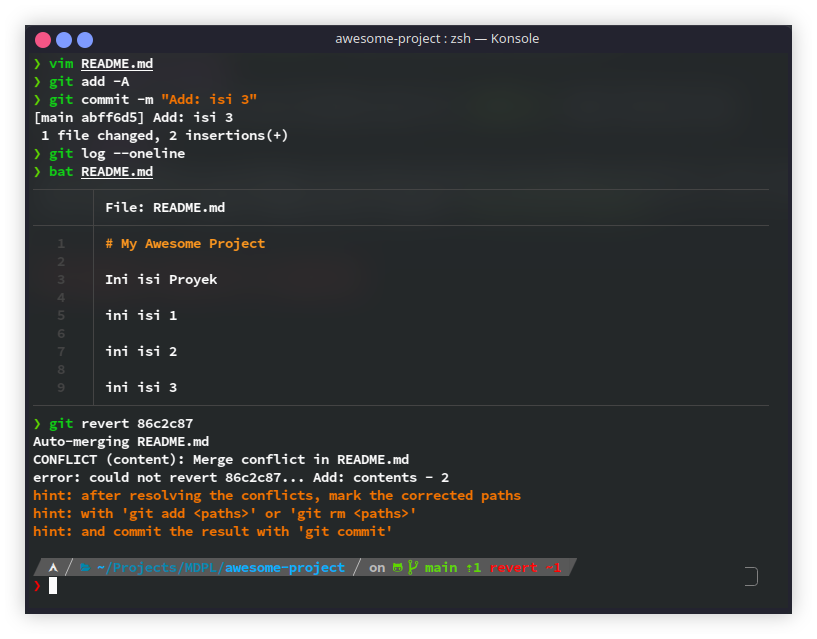 awesome-project : zsh — Konsole
❯ vim README.md
❯ git add -A
❯ git commit -m "Add: isi 3"
[main abff6d5] Add: isi 3
1 file changed, 2 insertions(+)
❯ git log --oneline
❯ bat README.md
File: README.md
1 # My Awesome Project
2
3 Ini isi Proyek
4
5 ini isi 1
6
7 ini isi 2
8
9 ini isi 3
❯ git revert 86c2c87
Auto-merging README.md
CONFLICT (content): Merge conflict in README.md
error: could not revert 86c2c87... Add: contents - 2
hint: after resolving the conflicts, mark the corrected paths
hint: with 'git add <paths>' or 'git rm <paths>'
hint: and commit the result with 'git commit'
~/Projects/MDPL/awesome-project on main ⇡1 revert ~1
❯